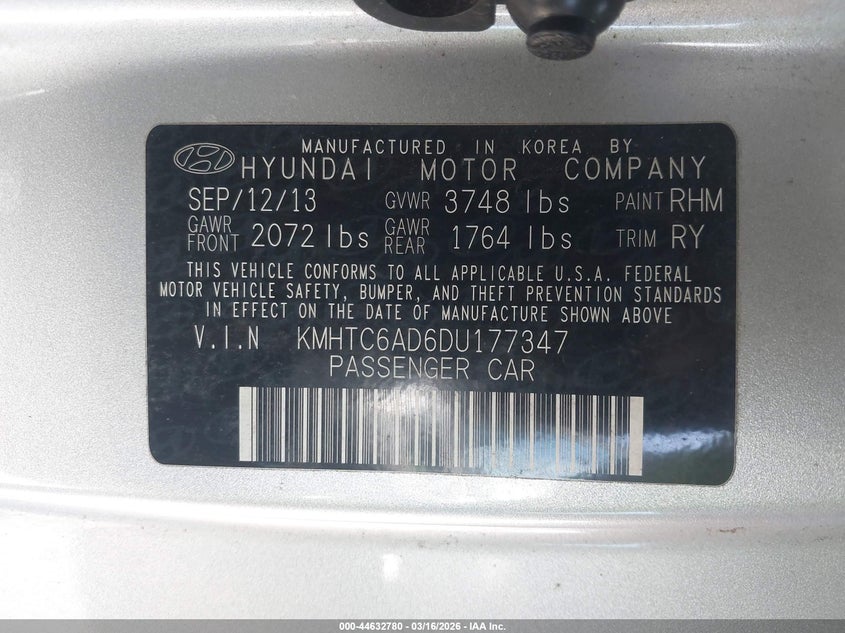 MANUFACTURED IN KOREA BY
HYUNDAI MOTOR COMPANY
SEP/12/13 GVWR 3748 lbs PAINT RHM
GAWR FRONT 2072 lbs GAWR REAR 1764 lbs TRIM RY
THIS VEHICLE CONFORMS TO ALL APPLICABLE U.S.A. FEDERAL
MOTOR VEHICLE SAFETY, BUMPER, AND THEFT PREVENTION STANDARDS
IN EFFECT ON THE DATE OF MANUFACTURE SHOWN ABOVE
V.I.N KMHTC6AD6DU177347
PASSENGER CAR
000-44632780 - 03/16/2026 - IAA Inc.